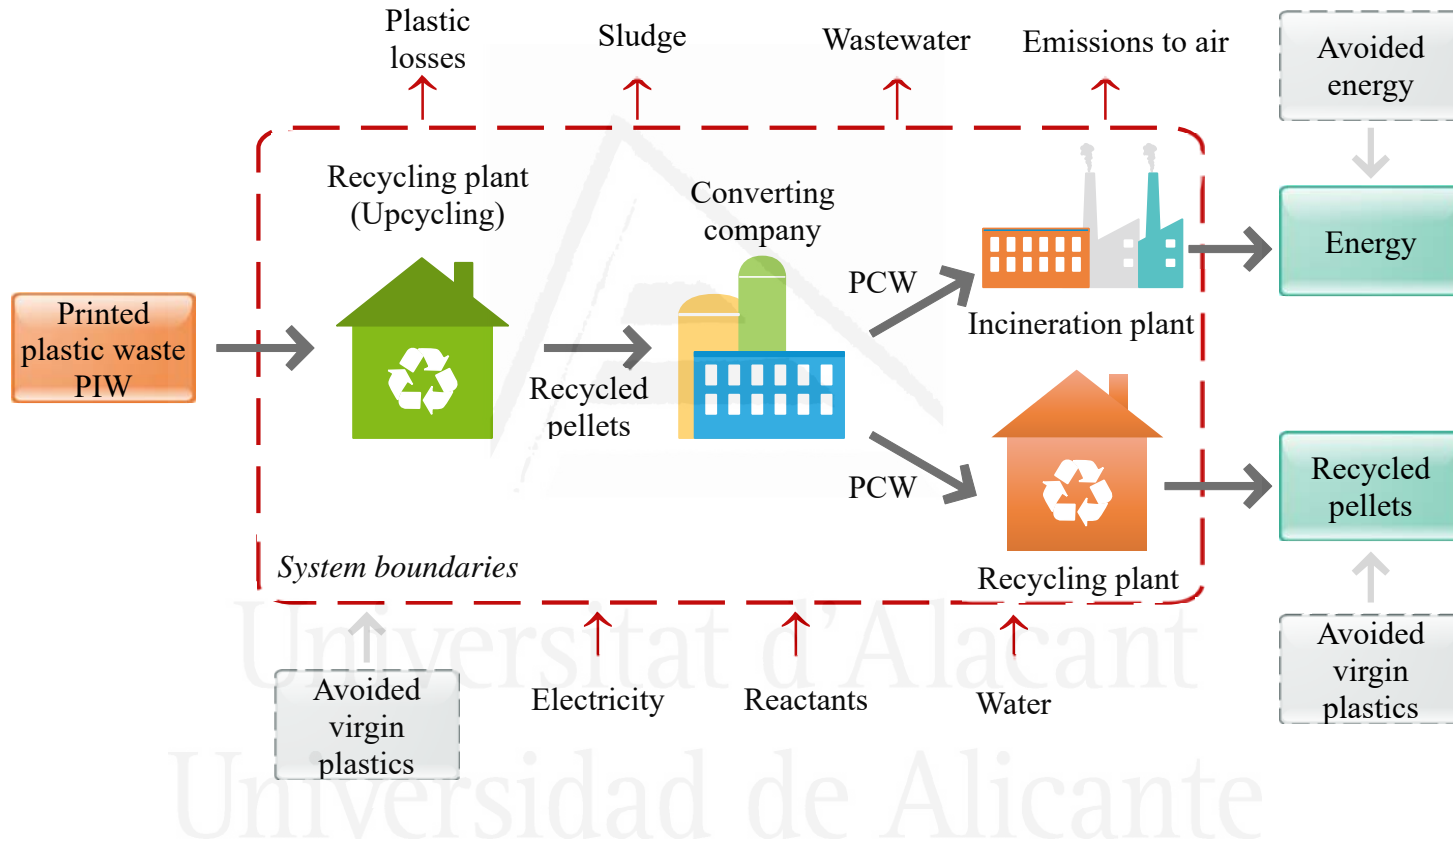 Plastic
losses
Sludge
Wastewater
Emissions to air
Avoided
energy
Recycling plant
(Upcycling)
Converting
company
PCW
Energy
Printed
plastic waste
PIW
Incineration plant
Recycled
pellets
PCW
Recycled
pellets
System boundaries
Recycling plant
Avoided
virgin
plastics
Electricity
Reactants
Water
Avoided
virgin
plastics
Universitat d'Alacant
Universidad de Alicante